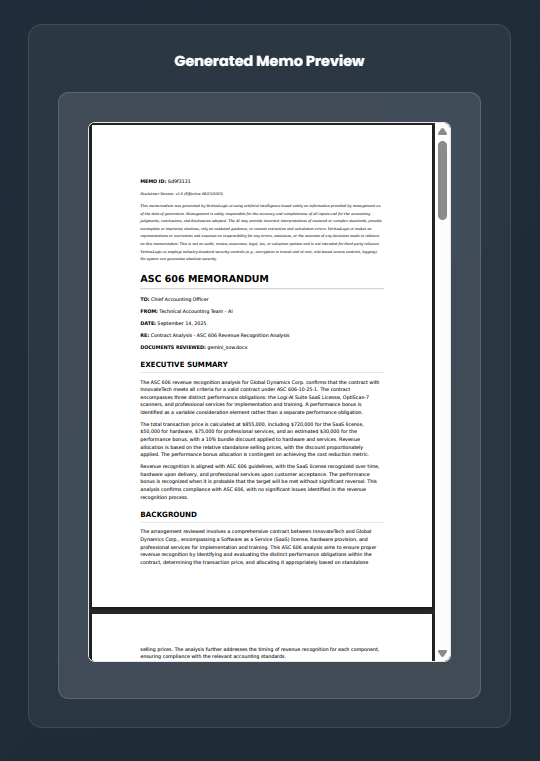 Generated Memo Preview
MEMO ID: 6d9f3131
Disclaimer Version: v1.0 (Effective 08/25/2025)
This memorandum was generated by VeritasLogic.ai using artificial intelligence based solely on information provided by management as
of the date of generation. Management is solely responsible for the accuracy and completeness of all inputs and for the accounting
judgments, conclusions, and disclosures adopted. The AI may provide incorrect interpretations of nuanced or complex standards, provide
incomplete or imprecise citations, rely on outdated guidance, or contain extraction and calculation errors. VeritasLogic.ai makes no
representations or warranties and assumes no responsibility for any errors, omissions, or the outcome of any decisions made in reliance
on this memorandum. This is not an audit, review, assurance, legal, tax, or valuation opinion and is not intended for third-party reliance.
VeritasLogic.ai employs industry-standard security controls (e.g., encryption in transit and at rest, role-based access controls, logging).
No system can guarantee absolute security.
ASC 606 MEMORANDUM
TO: Chief Accounting Officer
FROM: Technical Accounting Team - AI
DATE: September 14, 2025
RE: Contract Analysis - ASC 606 Revenue Recognition Analysis
DOCUMENTS REVIEWED: gemini_sow.docx
EXECUTIVE SUMMARY
The ASC 606 revenue recognition analysis for Global Dynamics Corp. confirms that the contract with
InnovateTech meets all criteria for a valid contract under ASC 606-10-25-1. The contract
encompasses three distinct performance obligations: the Logi-AI Suite SaaS License, OptiScan-7
scanners, and professional services for implementation and training. A performance bonus is
identified as a variable consideration element rather than a separate performance obligation.
The total transaction price is calculated at $855,000, including $720,000 for the SaaS license,
$50,000 for hardware, $75,000 for professional services, and an estimated $30,000 for the
performance bonus, with a 10% bundle discount applied to hardware and services. Revenue
allocation is based on the relative standalone selling prices, with the discount proportionally
applied. The performance bonus allocation is contingent on achieving the cost reduction metric.
Revenue recognition is aligned with ASC 606 guidelines, with the SaaS license recognized over time,
hardware upon delivery, and professional services upon customer acceptance. The performance
bonus is recognized when it is probable that the target will be met without significant reversal. This
analysis confirms compliance with ASC 606, with no significant issues identified in the revenue
recognition process.
BACKGROUND
The arrangement reviewed involves a comprehensive contract between InnovateTech and Global
Dynamics Corp., encompassing a Software as a Service (SaaS) license, hardware provision, and
professional services for implementation and training. This ASC 606 analysis aims to ensure proper
revenue recognition by identifying and evaluating the distinct performance obligations within the
contract, determining the transaction price, and allocating it appropriately based on standalone
selling prices. The analysis further addresses the timing of revenue recognition for each component,
ensuring compliance with the relevant accounting standards.